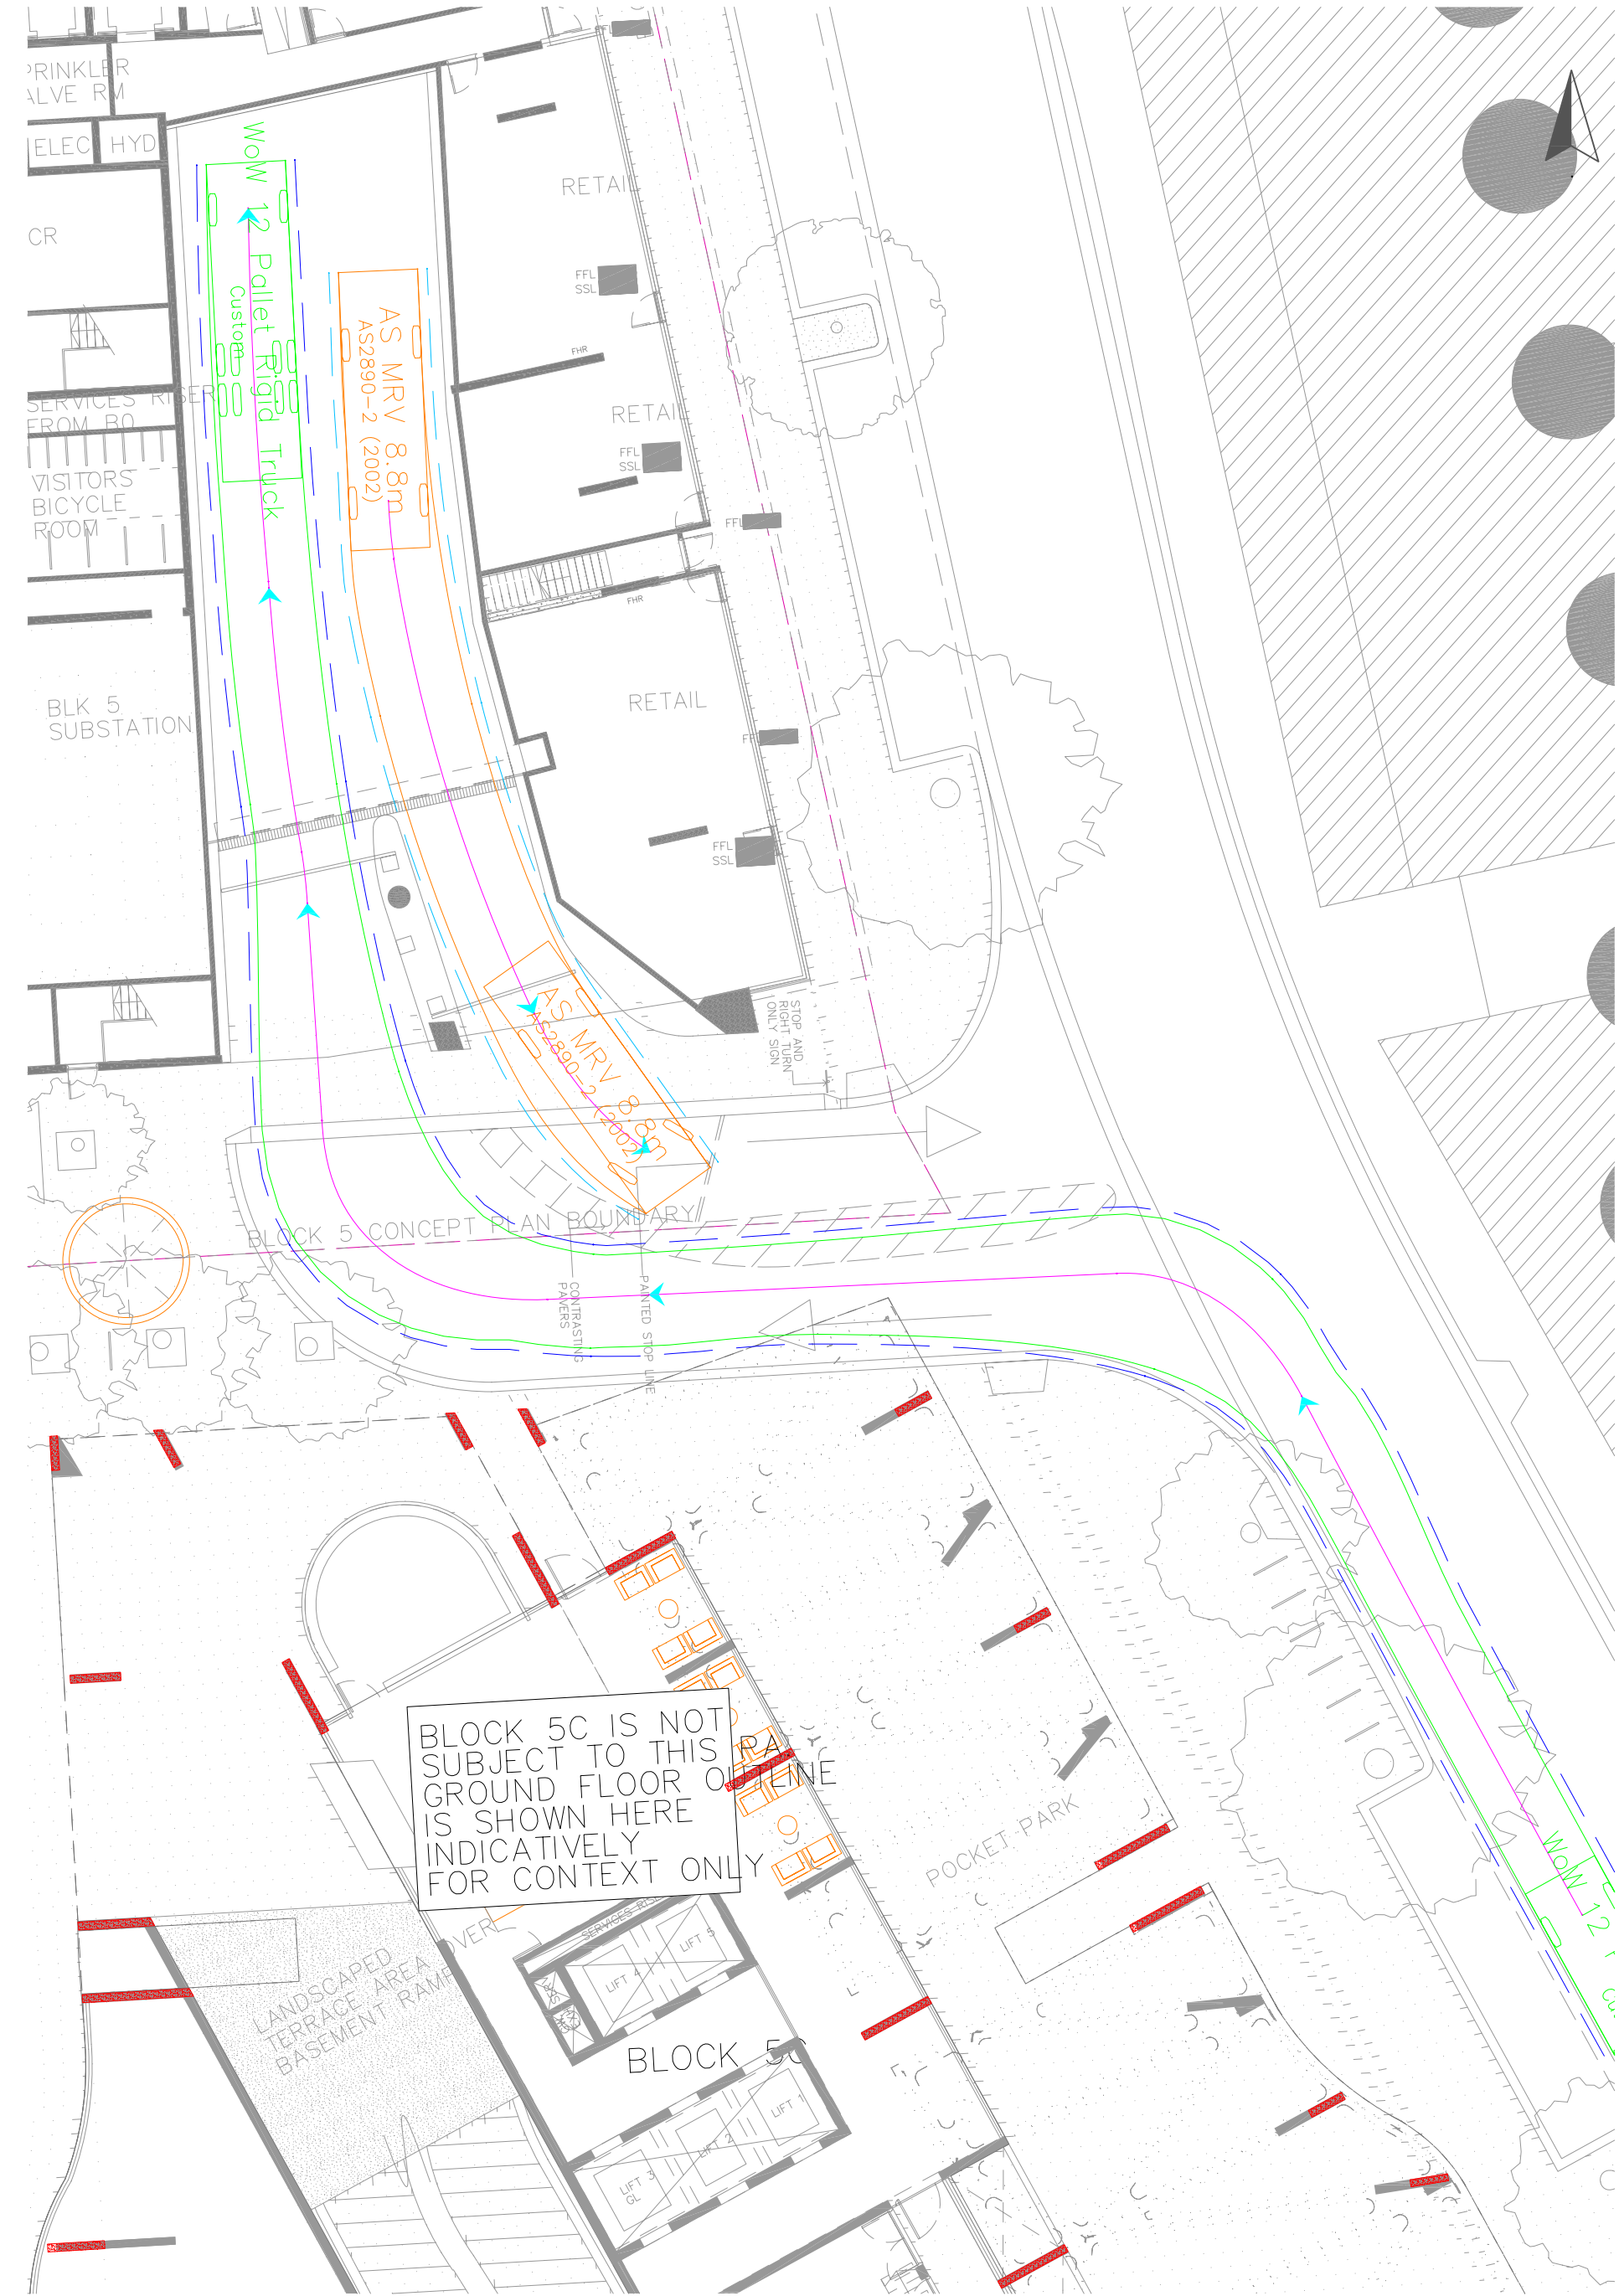 PRINKLER
ALVE RM
ELEC
HYD
CR
SERVICES RISER
FROM BO
VISITORS
BICYCLE
ROOM
BLK 5
SUBSTATION
WoW 12 Pallet Rigid Truck
Custom
AS MRV 8.8m
AS2890-2 (2002)
RETAIL
FFL
SSL
FHR
RETAIL
FFL
SSL
FFL
FHR
RETAIL
FF
FFL
SSL
STOP AND
RIGHT TURN
ONLY SIGN
AS MRV 8.8m
AS2890-2 (2002)
BLOCK 5 CONCEPT PLAN BOUNDARY
CONTRASTING
PAVERS
PAINTED STOP LINE
BLOCK 5C IS NOT
SUBJECT TO THIS PA
GROUND FLOOR OUTLINE
IS SHOWN HERE
INDICATIVELY
FOR CONTEXT ONLY
POCKET PARK
WoW 12
LANDSCAPED
TERRACE AREA OVER
BASEMENT RAMP
LIFT 4
LIFT 5
BLOCK 5C
LIFT 3
GL
LIFT 2
LIFT 1